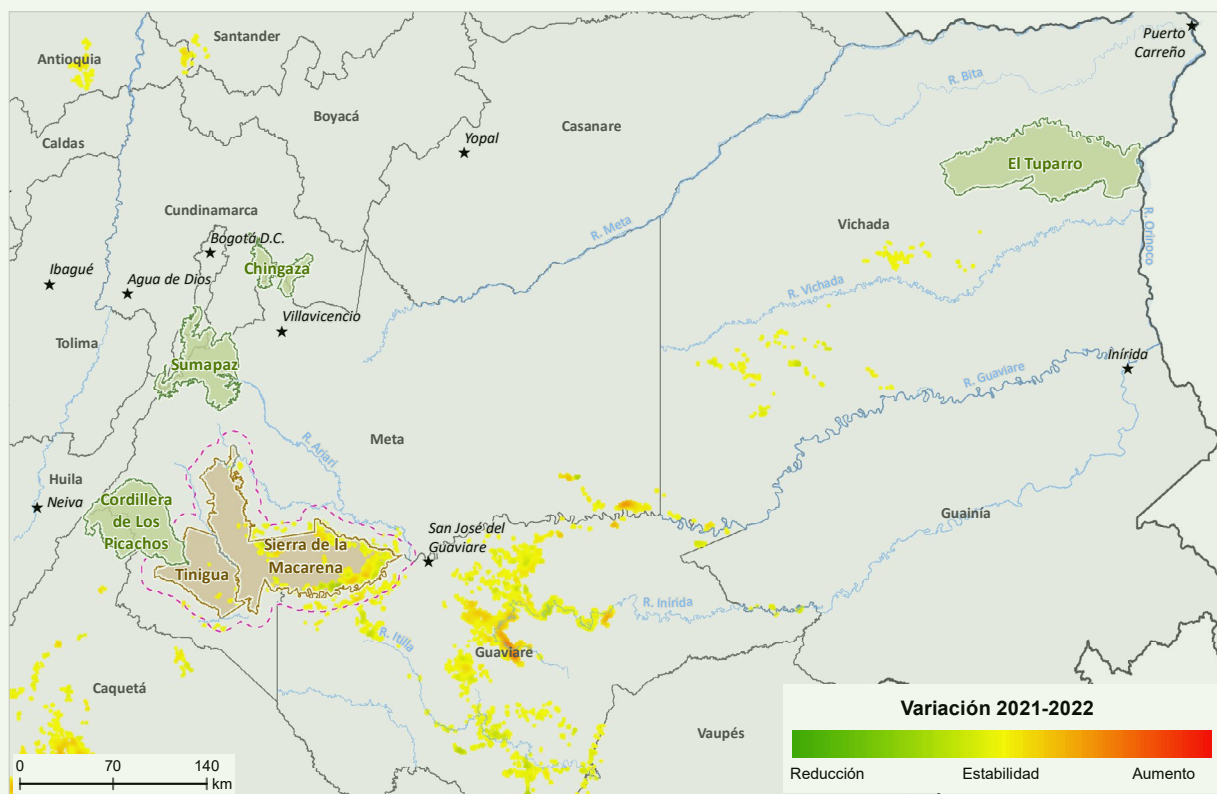 Santander
Antioquia
Puerto
Carreño
R. Bita
Boyacá
Casanare
Yopal
Caldas
El Tuparro
Cundinamarca
R. Meta
Vichada
R. Orinoco
Bogotá D.C.
Chingaza
Ibagué
Agua de Dios
R. Vichada
Villavicencio
Tolima
Sumapaz
Inírida
R. Guaviare
Meta
R. Ariari
Huila
Neiva
Cordillera
de Los
Picachos
Guainía
San José del
Guaviare
Sierra de la
Macarena
Tinigua
R. Inírida
R. Itilla
Guaviare
Caquetá
Vaupés
Variación 2021-2022
Reducción
Estabilidad
Aumento
0 70 140
km